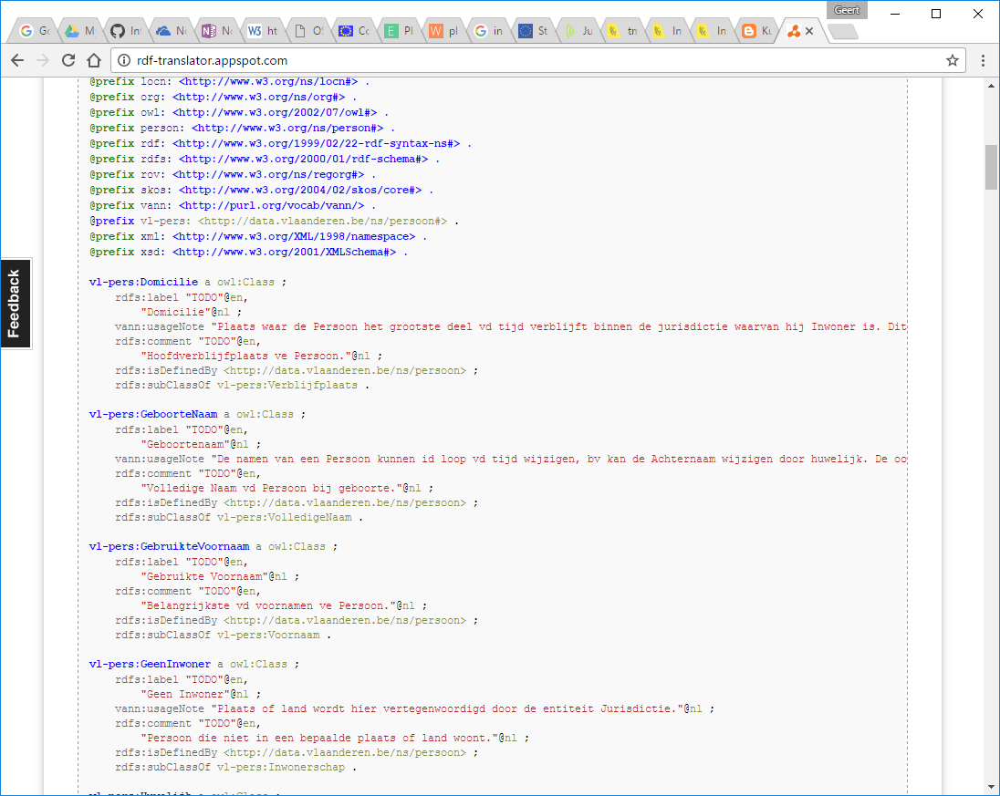 Geert
Go
M
In
No
No
W3 ht
OS
Co
E Pl
W pl
in
St
Ju
tn
In
In
Ku
rdf-translator.appspot.com
Feedback
@prefix locn: <http://www.w3.org/ns/locn#> .
@prefix org: <http://www.w3.org/ns/org#> .
@prefix owl: <http://www.w3.org/2002/07/owl#> .
@prefix person: <http://www.w3.org/ns/person#> .
@prefix rdf: <http://www.w3.org/1999/02/22-rdf-syntax-ns#> .
@prefix rdfs: <http://www.w3.org/2000/01/rdf-schema#> .
@prefix rov: <http://www.w3.org/ns/regorg#> .
@prefix skos: <http://www.w3.org/2004/02/skos/core#> .
@prefix vann: <http://purl.org/vocab/vann/> .
@prefix vl-pers: <http://data.vlaanderen.be/ns/persoon#> .
@prefix xml: <http://www.w3.org/XML/1998/namespace> .
@prefix xsd: <http://www.w3.org/2001/XMLSchema#> .
vl-pers:Domicilie a owl:Class ;
rdfs:label "TODO"@en,
"Domicilie"@nl ;
vann:usageNote "Plaats waar de Persoon het grootste deel vd tijd verblijft binnen de jurisdictie waarvan hij Inwoner is. Dit
rdfs:comment "TODO"@en,
"Hoofdverblijfplaats ve Persoon."@nl ;
rdfs:isDefinedBy <http://data.vlaanderen.be/ns/persoon> ;
rdfs:subClassOf vl-pers:Verblijfplaats .
vl-pers:GeboorteNaam a owl:Class ;
rdfs:label "TODO"@en,
"Geboortenaam"@nl ;
vann:usageNote "De namen van een Persoon kunnen id loop vd tijd wijzigen, bv kan de Achternaam wijzigen door huwelijk. De oo
rdfs:comment "TODO"@en,
"Volledige Naam vd Persoon bij geboorte."@nl ;
rdfs:isDefinedBy <http://data.vlaanderen.be/ns/persoon> ;
rdfs:subClassOf vl-pers:VolledigeNaam .
vl-pers:GebruikteVoornaam a owl:Class ;
rdfs:label "TODO"@en,
"Gebruikte Voornaam"@nl ;
rdfs:comment "TODO"@en,
"Belangrijkste vd voornamen ve Persoon."@nl ;
rdfs:isDefinedBy <http://data.vlaanderen.be/ns/persoon> ;
rdfs:subClassOf vl-pers:Voornaam .
vl-pers:GeenInwoner a owl:Class ;
rdfs:label "TODO"@en,
"Geen Inwoner"@nl ;
vann:usageNote "Plaats of land wordt hier vertegenwoordigd door de entiteit Jurisdictie."@nl ;
rdfs:comment "TODO"@en,
"Persoon die niet in een bepaalde plaats of land woont."@nl ;
rdfs:isDefinedBy <http://data.vlaanderen.be/ns/persoon> ;
rdfs:subClassOf vl-pers:Inwonerschap .